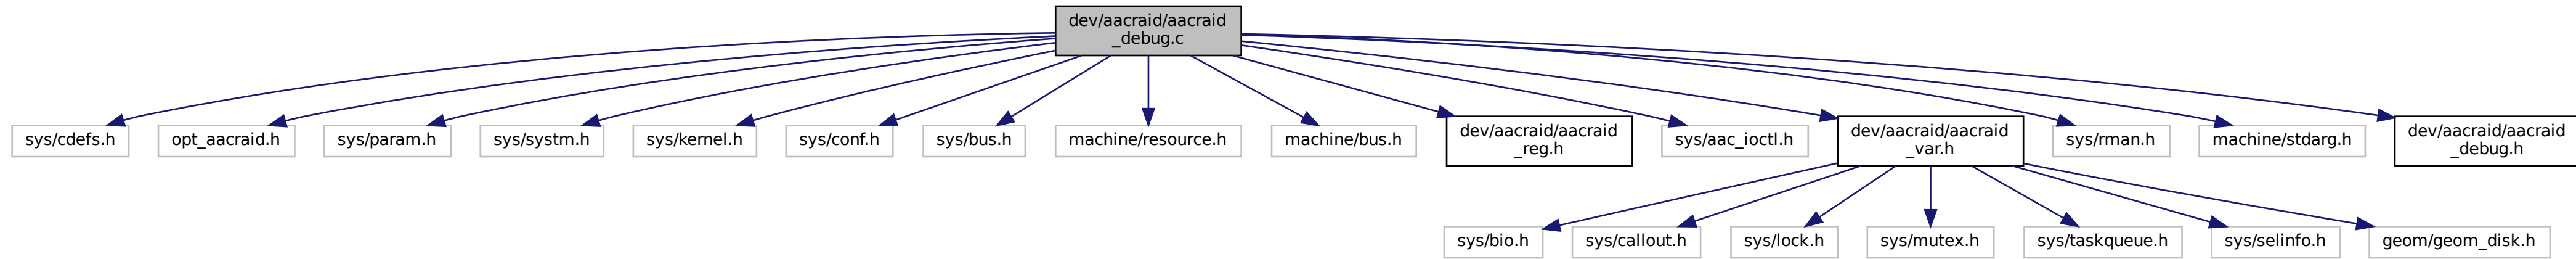 dev/aacraid/aacraid
_debug.c
sys/cdefs.h
opt_aacraid.h
sys/param.h
sys/systm.h
sys/kernel.h
sys/conf.h
sys/bus.h
machine/resource.h
machine/bus.h
dev/aacraid/aacraid
_reg.h
sys/aac_ioctl.h
dev/aacraid/aacraid
_var.h
sys/rman.h
machine/stdarg.h
dev/aacraid/aacraid
_debug.h
sys/bio.h
sys/callout.h
sys/lock.h
sys/mutex.h
sys/taskqueue.h
sys/selinfo.h
geom/geom_disk.h